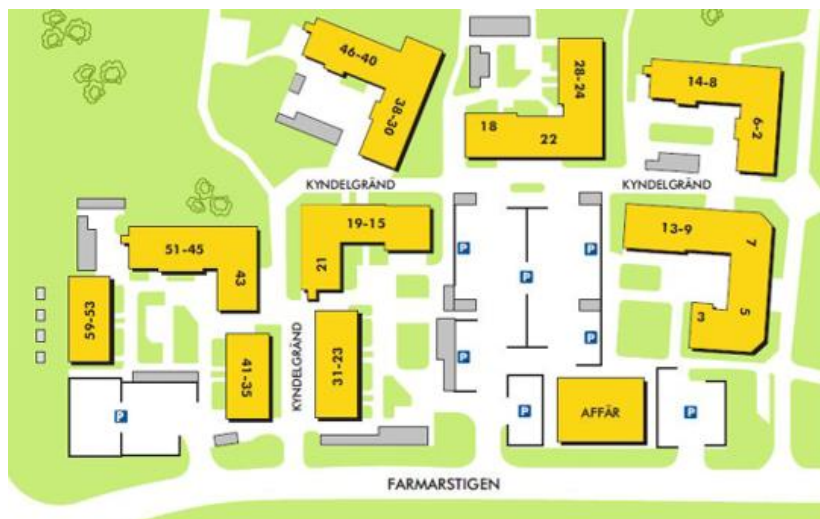 46-40
38-30
28-24
18
22
14-8
6-2
KYNDELGRÄND
KYNDELGRÄND
19-15
21
51-45
43
13-9
7
5
3
59-53
41-35
KYNDELGRÄND
31-23
P
P
P
P
P
P
P
P
AFFÄR
FARMARSTIGEN